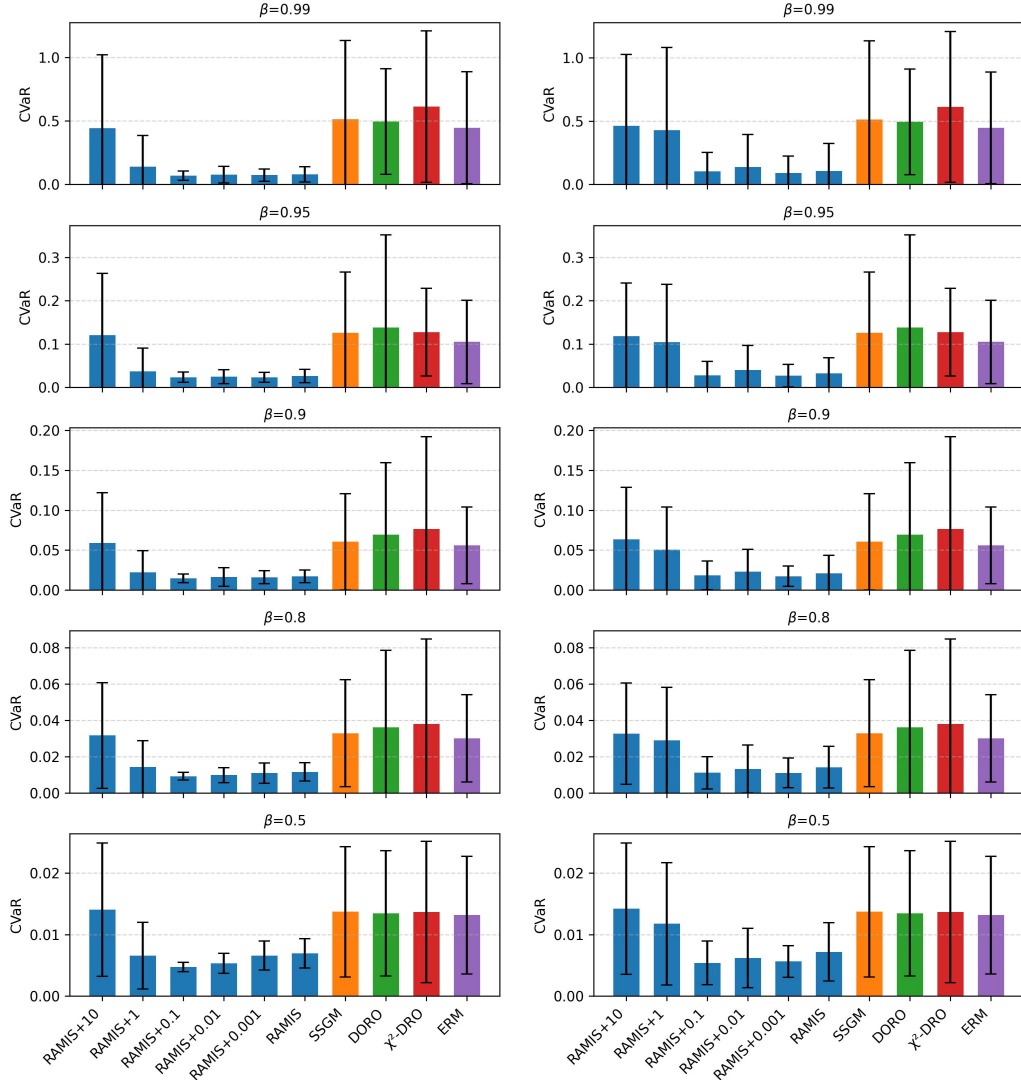 β=0.99
CVaR
1.0
0.5
0.0
β=0.99
CVaR
1.0
0.5
0.0
β=0.95
CVaR
0.3
0.2
0.1
0.0
β=0.95
CVaR
0.3
0.2
0.1
0.0
β=0.9
CVaR
0.20
0.15
0.10
0.05
0.00
β=0.9
CVaR
0.20
0.15
0.10
0.05
0.00
β=0.8
CVaR
0.08
0.06
0.04
0.02
0.00
β=0.8
CVaR
0.08
0.06
0.04
0.02
0.00
β=0.5
CVaR
0.02
0.01
0.00
RAMIS+10
RAMIS+1
RAMIS+0.1
RAMIS+0.01
RAMIS+0.001
RAMIS
SSGM
DORO
χ²-DRO
ERM
β=0.5
CVaR
0.02
0.01
0.00
RAMIS+10
RAMIS+1
RAMIS+0.1
RAMIS+0.01
RAMIS+0.001
RAMIS
SSGM
DORO
χ²-DRO
ERM